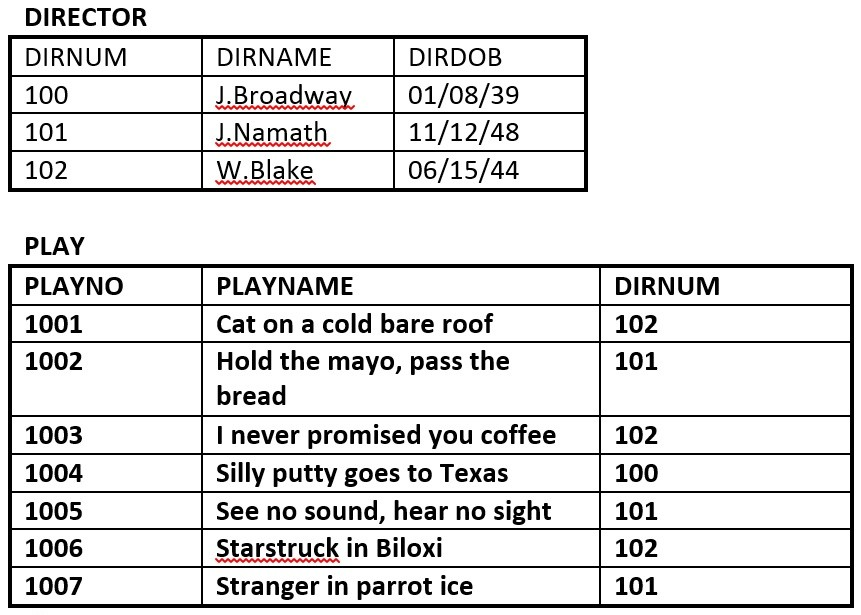 DIRECTOR
DIRNUM DIRNAME DIRDOB
100 J.Broadway 01/08/39
101 J.Namath 11/12/48
102 W.Blake 06/15/44
PLAY
PLAYNO PLAYNAME DIRNUM
1001 Cat on a cold bare roof 102
1002 Hold the mayo, pass the 101
bread
1003 I never promised you coffee 102
1004 Silly putty goes to Texas 100
1005 See no sound, hear no sight 101
1006 Starstruck in Biloxi 102
1007 Stranger in parrot ice 101